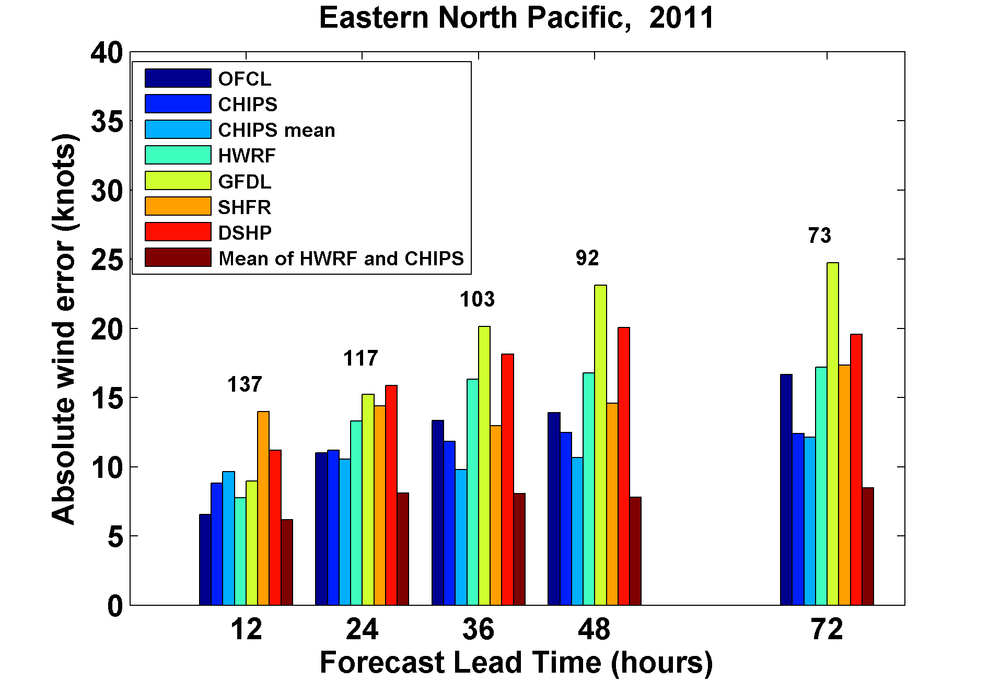 Eastern North Pacific, 2011
Absolute wind error (knots)
40
35
30
25
20
15
10
5
0
OFCL
CHIPS
CHIPS mean
HWRF
GFDL
SHFR
DSHP
Mean of HWRF and CHIPS
137
117
103
92
73
12
24
36
48
72
Forecast Lead Time (hours)